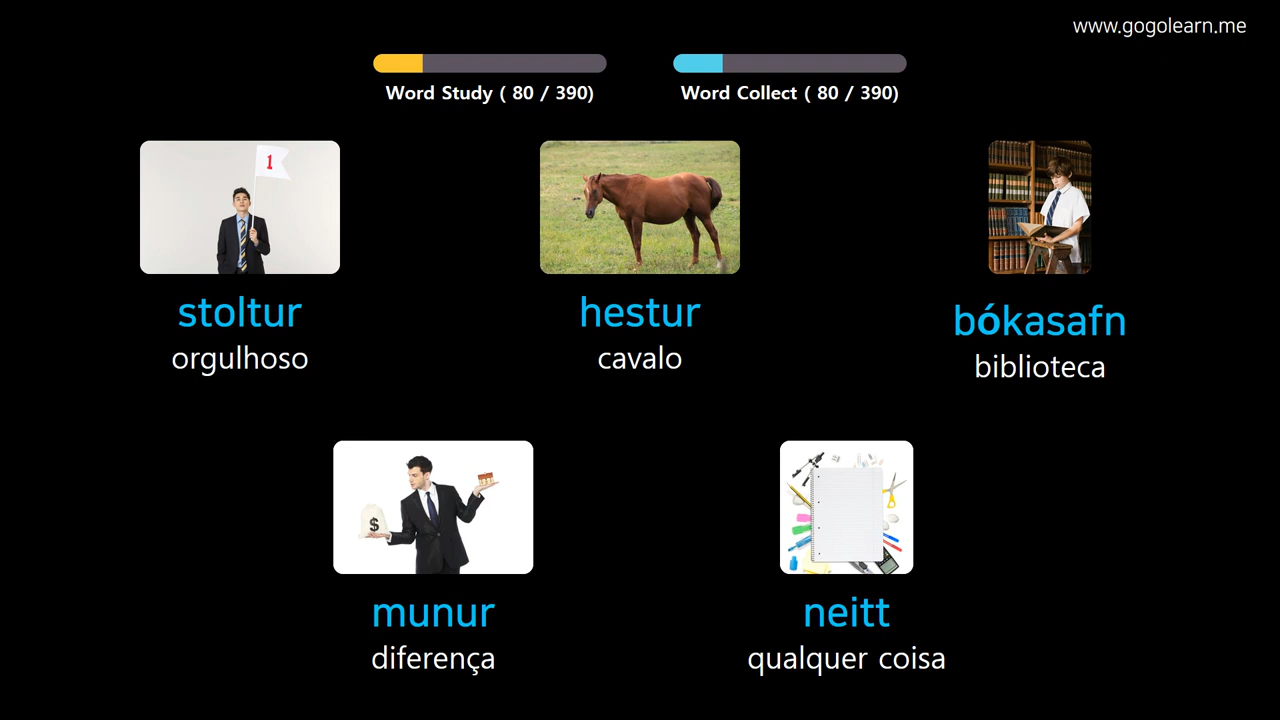 www.gogolearn.me
Word Study ( 80 / 390)
Word Collect ( 80 / 390)
1
stoltur
orgulhoso
hestur
cavalo
bókasafn
biblioteca
$
munur
diferença
neitt
qualquer coisa